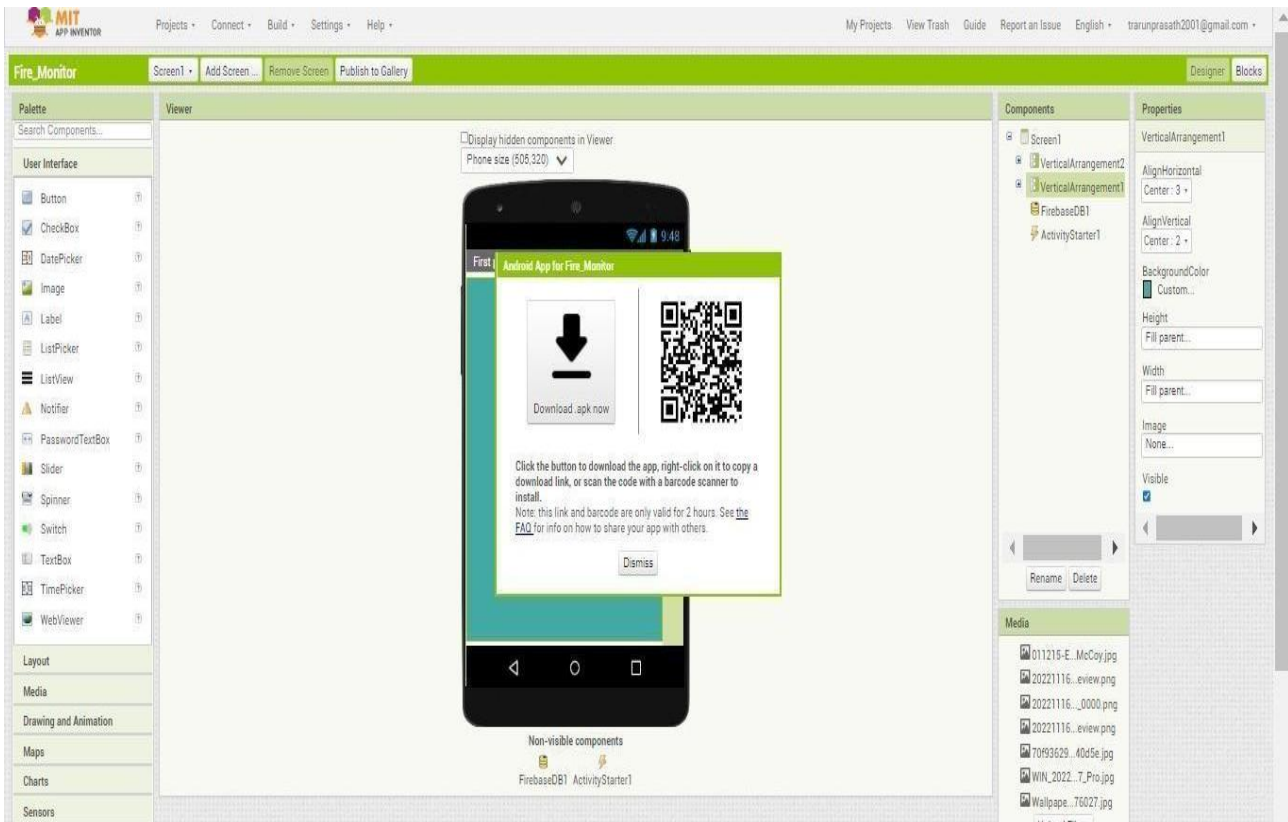 MIT
APP INVENTOR
Projects Connect Build Settings Help
My Projects View Trash Guide Report an Issue English trarunprasath2001@gmail.com
Fire_Monitor
Screen1 Add Screen ... Remove Screen Publish to Gallery
Designer Blocks
Palette
Search Components...
User Interface
Button
CheckBox
DatePicker
Image
Label
ListPicker
ListView
Notifier
PasswordTextBox
Slider
Spinner
Switch
TextBox
TimePicker
WebViewer
Layout
Media
Drawing and Animation
Maps
Charts
Sensors
Viewer
Display hidden components in Viewer
Phone size (505,320)
9:48
First
Android App for Fire_Monitor
Download .apk now
Click the button to download the app, right-click on it to copy a
download link, or scan the code with a barcode scanner to
install.
Note: this link and barcode are only valid for 2 hours. See the
FAQ for info on how to share your app with others.
Dismiss
Non-visible components
FirebaseDB1 ActivityStarter1
Components
Screen1
VerticalArrangement2
VerticalArrangement1
FirebaseDB1
ActivityStarter1
Rename Delete
Media
011215-E...McCoy.jpg
20221116...eview.png
20221116..._0000.png
20221116...eview.png
70f93629...40d5e.jpg
WIN_2022...7_Pro.jpg
Wallpape...76027.jpg
Properties
VerticalArrangement1
AlignHorizontal
Center : 3
AlignVertical
Center : 2
BackgroundColor
Custom...
Height
Fill parent...
Width
Fill parent...
Image
None...
Visible